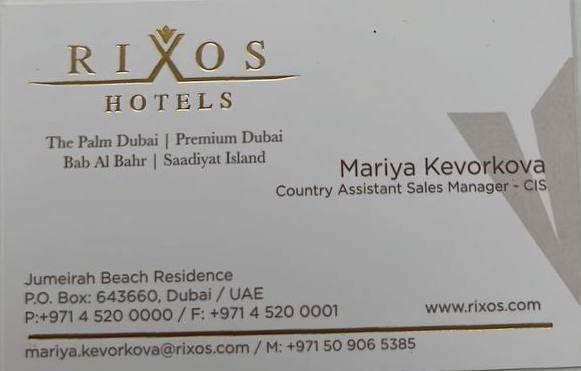 RIXOS
HOTELS
The Palm Dubai | Premium Dubai
Bab Al Bahr | Saadiyat Island
Mariya Kevorkova
Country Assistant Sales Manager - CIS
Jumeirah Beach Residence
P.O. Box: 643660, Dubai / UAE
P:+971 4 520 0000 / F: +971 4 520 0001
www.rixos.com
mariya.kevorkova@rixos.com / M: +971 50 906 5385